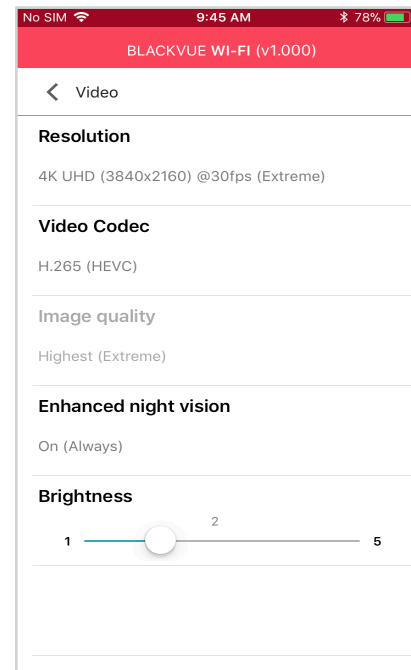 No SIM 9:45 AM 78%
BLACKVUE WI-FI (v1.000)
Video
Resolution
4K UHD (3840x2160) @30fps (Extreme)
Video Codec
H.265 (HEVC)
Image quality
Highest (Extreme)
Enhanced night vision
On (Always)
Brightness
2
1 5